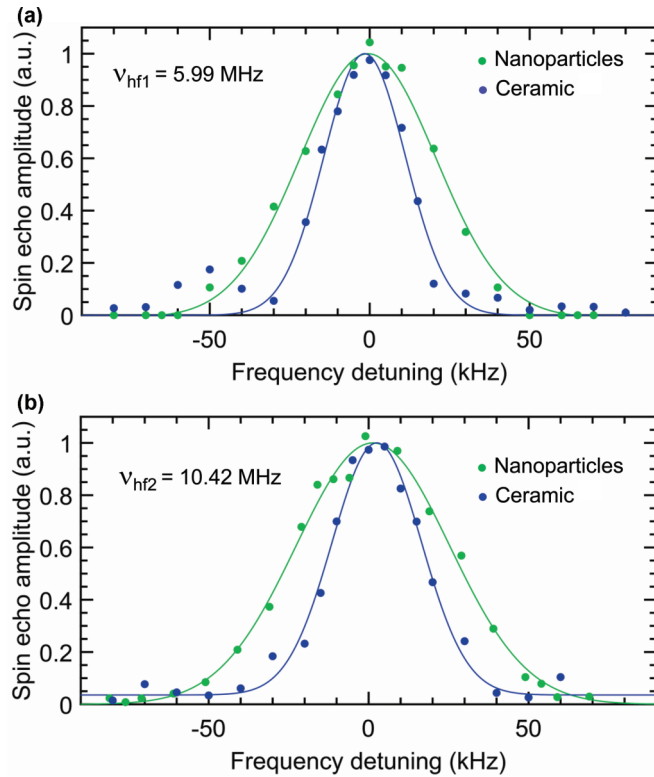 (a)
Spin echo amplitude (a.u.)
1
0.8
0.6
0.4
0.2
0
ν_hf1 = 5.99 MHz
Nanoparticles
Ceramic
-50
0
50
Frequency detuning (kHz)
(b)
Spin echo amplitude (a.u.)
1
0.8
0.6
0.4
0.2
0
ν_hf2 = 10.42 MHz
Nanoparticles
Ceramic
-50
0
50
Frequency detuning (kHz)